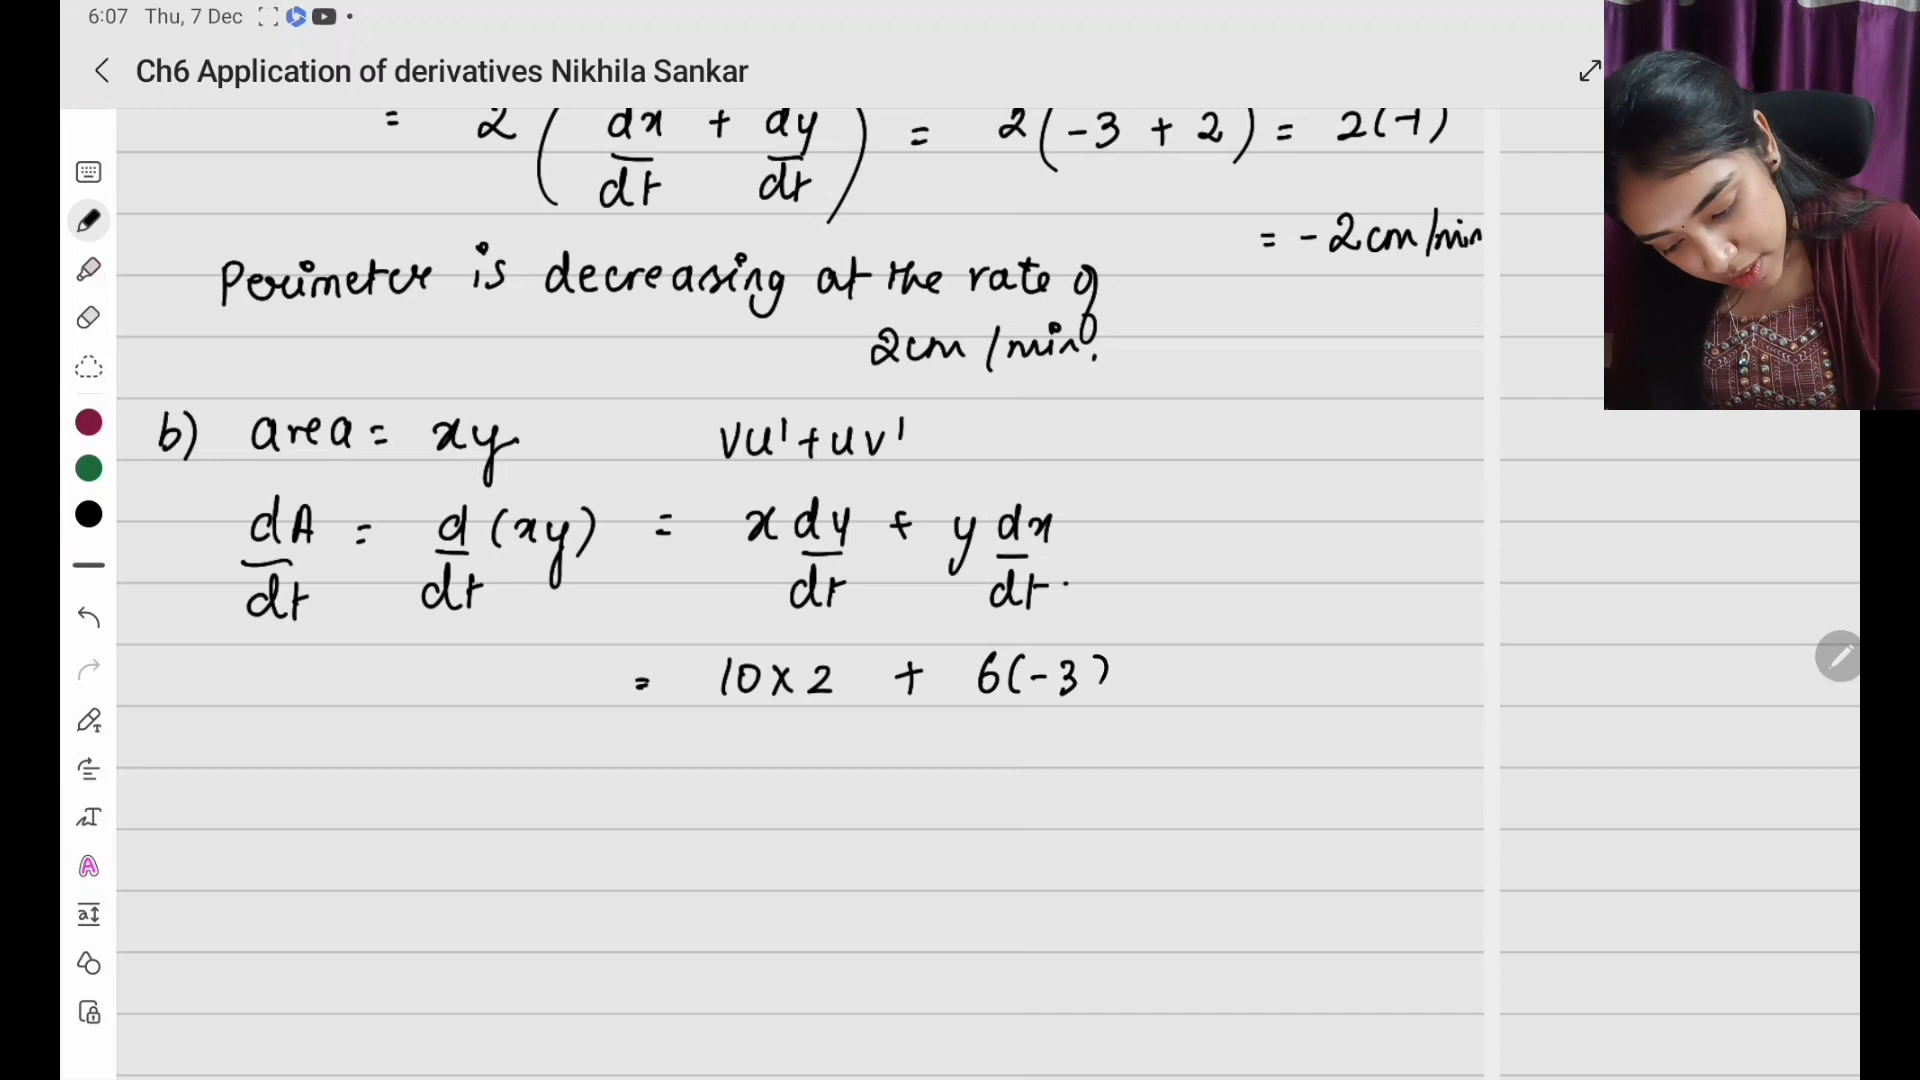 6:07 Thu, 7 Dec
Ch6 Application of derivatives Nikhila Sankar
= 2 ( dx/dt + dy/dt ) = 2(-3 + 2) = 2(-1)
= -2cm/min
Perimeter is decreasing at the rate of
2cm/min.
b) area = xy vu' + uv'
dA/dt = d/dt (xy) = x dy/dt + y dx/dt.
= 10 × 2 + 6(-3)